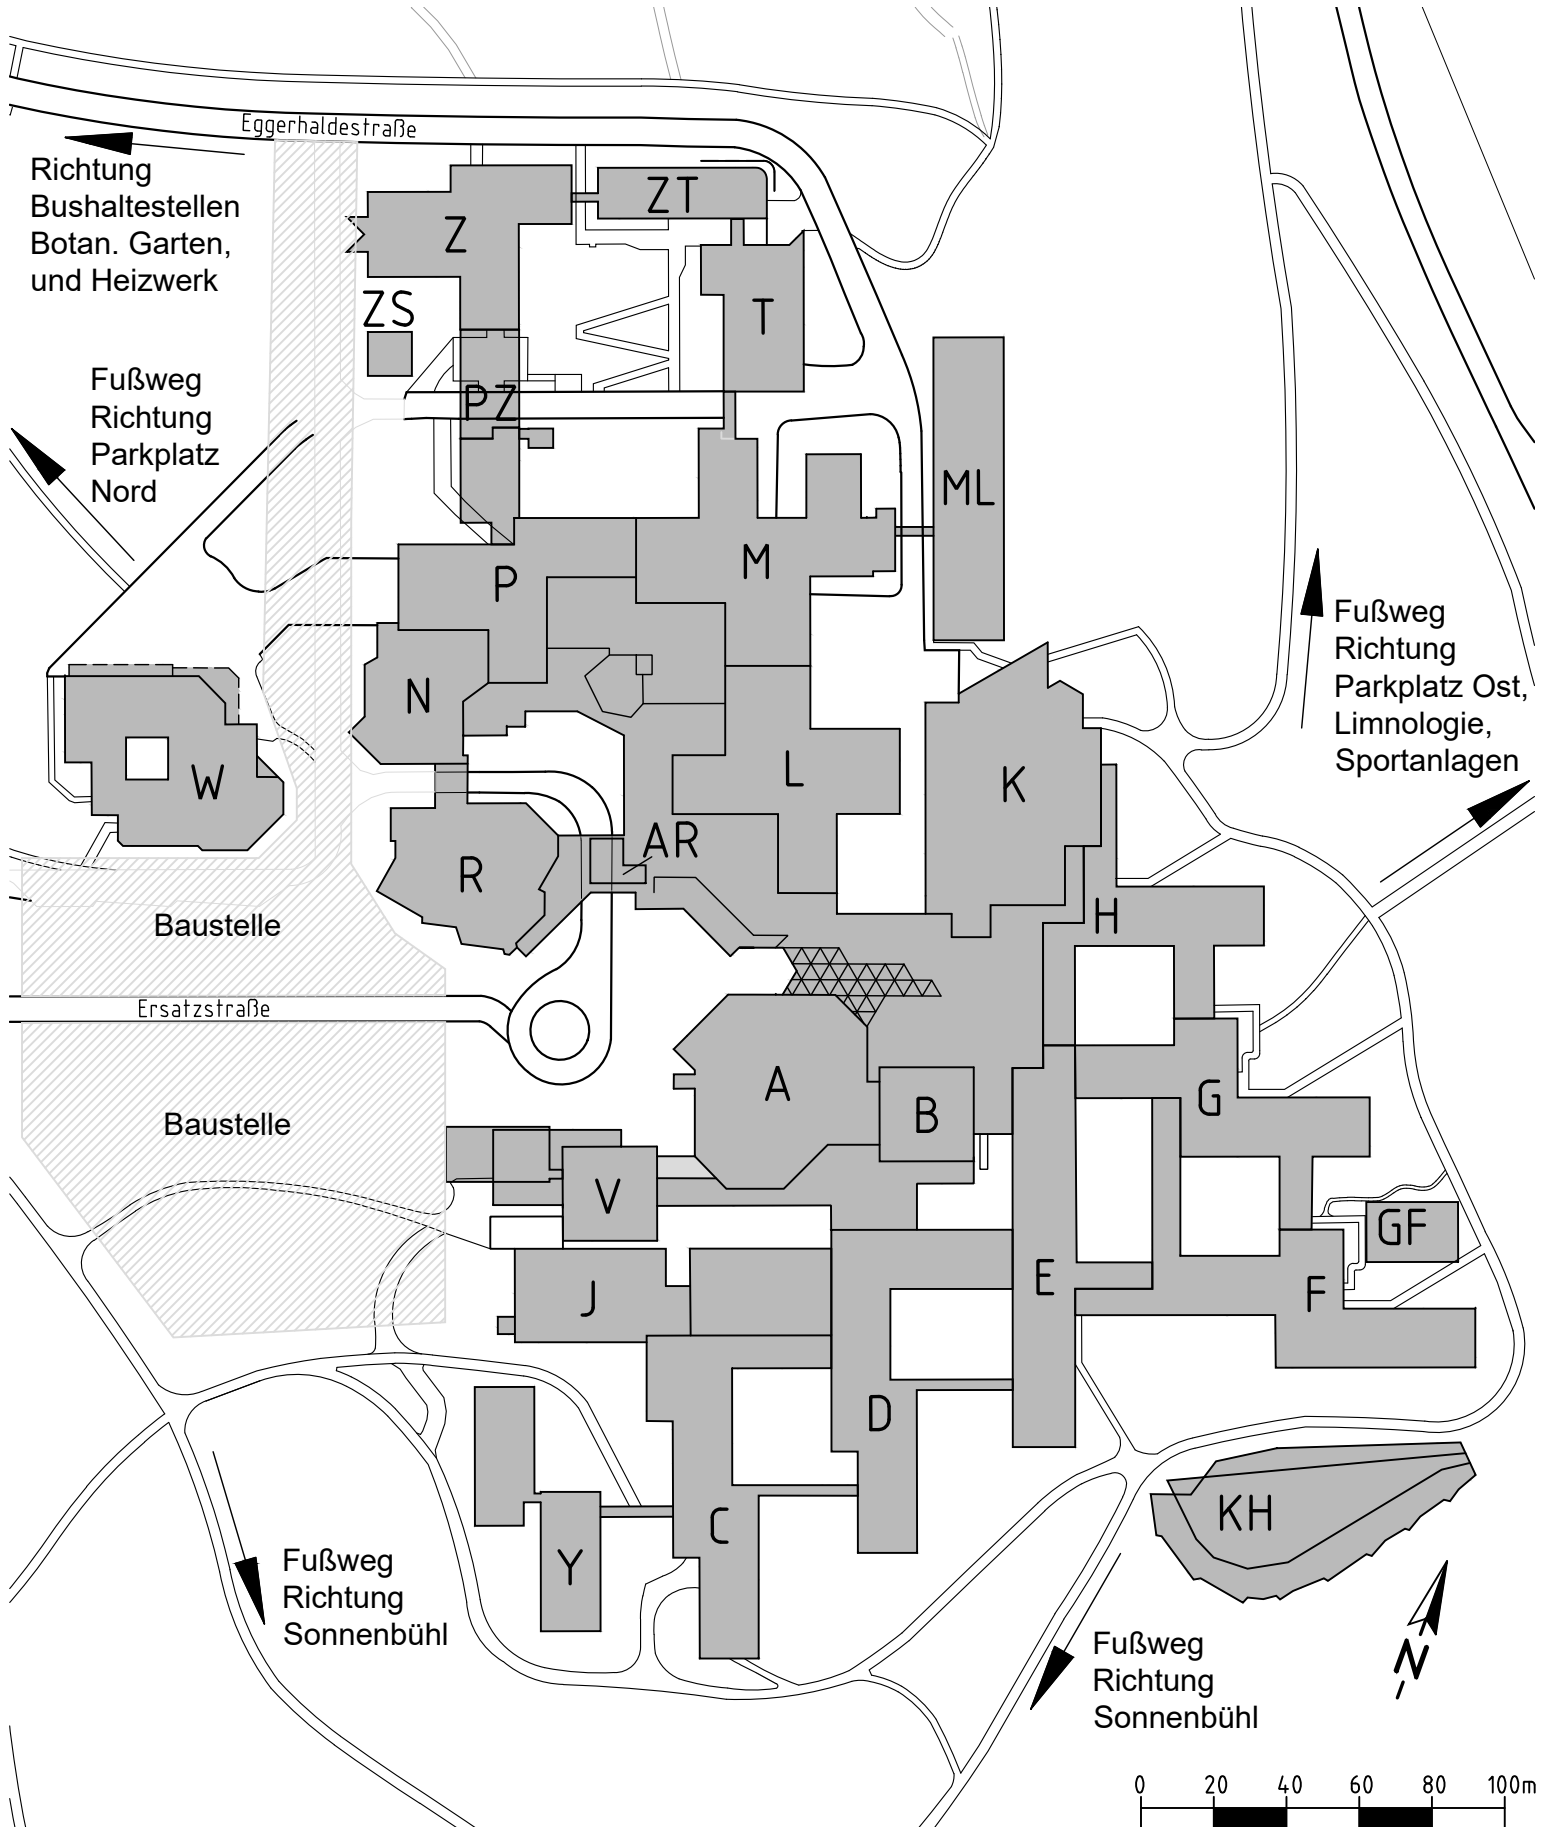 Eggerhaldestraße
Richtung
Bushaltestellen
Botan. Garten,
und Heizwerk
Z
ZT
ZS
T
Fußweg
Richtung
Parkplatz
Nord
PZ
ML
P
M
Fußweg
Richtung
Parkplatz Ost,
Limnologie,
Sportanlagen
N
W
L
K
AR
R
H
Baustelle
Ersatzstraße
A
B
G
Baustelle
V
GF
J
E
F
D
C
Y
KH
Fußweg
Richtung
Sonnenbühl
Fußweg
Richtung
Sonnenbühl
N
0 20 40 60 80 100m